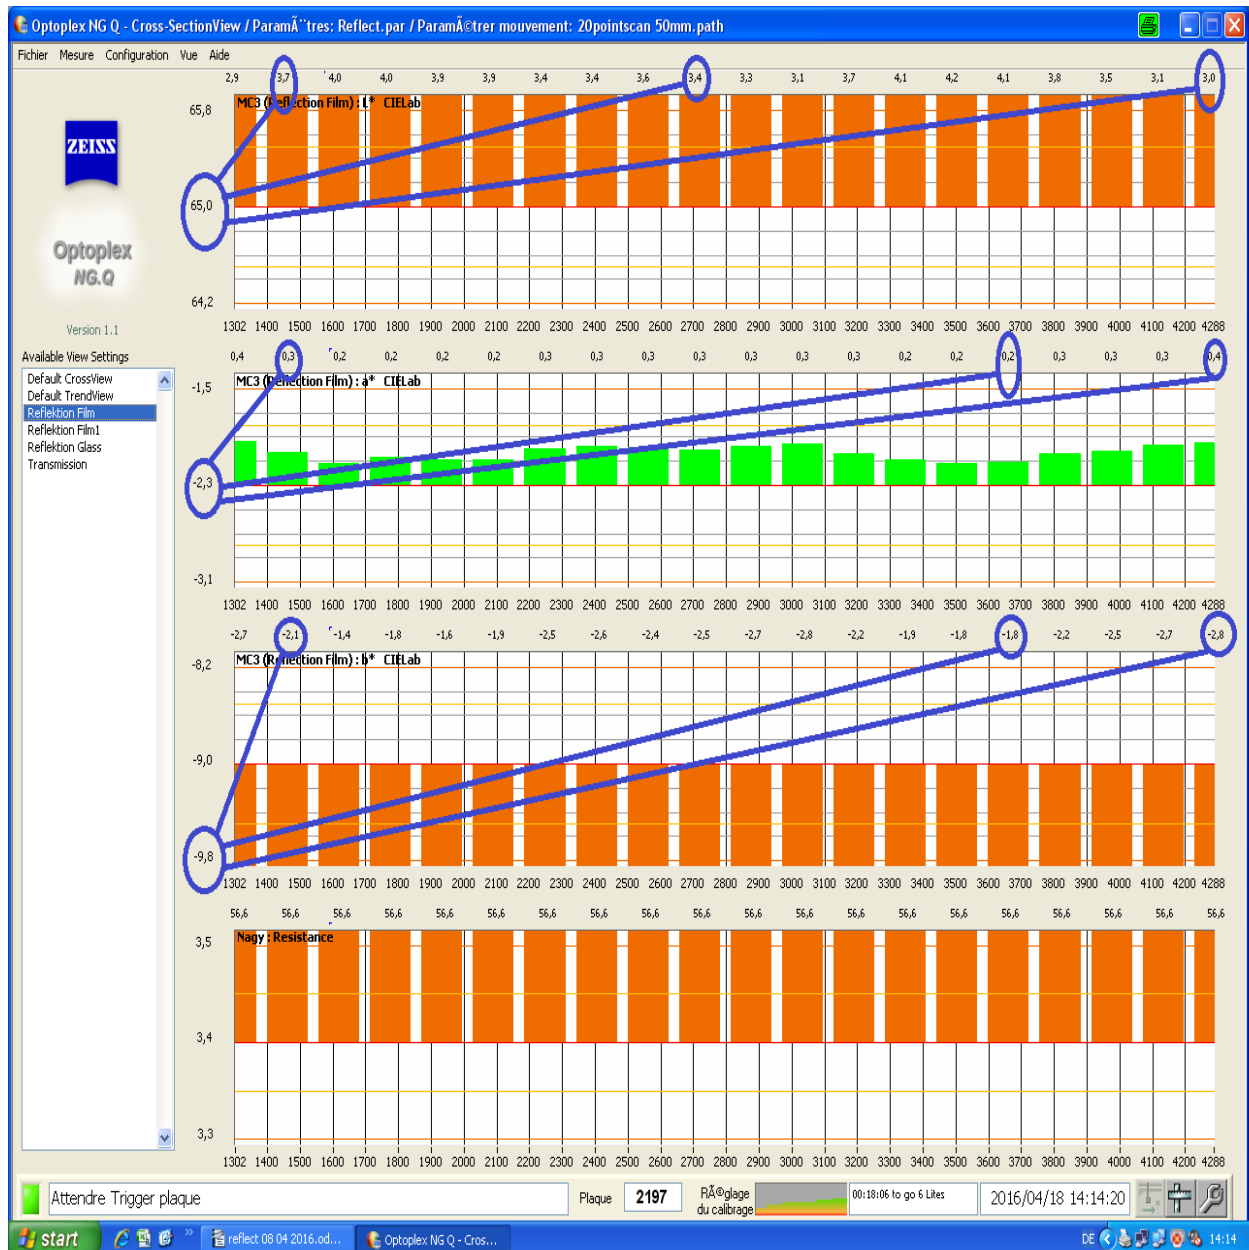 Optoplex NG Q - Cross-SectionView / ParamÃ¨tres: Reflect.par / ParamÃ©trer mouvement: 20pointscan 50mm.path
Fichier Mesure Configuration Vue Aide
2,9 3,7 4,0 4,0 3,9 3,9 3,4 3,4 3,6 3,4 3,3 3,1 3,7 4,1 4,2 4,1 3,8 3,5 3,1 3,0
MC3 (Reflection Film) : L* CIELab
65,8
65,0
64,2
1302 1400 1500 1600 1700 1800 1900 2000 2100 2200 2300 2400 2500 2600 2700 2800 2900 3000 3100 3200 3300 3400 3500 3600 3700 3800 3900 4000 4100 4200 4288
ZEISS
Optoplex
NG.Q
Version 1.1
Available View Settings
Default CrossView
Default TrendView
Reflektion Film
Reflektion Film1
Reflektion Glass
Transmission
0,4 0,3 0,2 0,2 0,2 0,2 0,3 0,3 0,3 0,3 0,3 0,3 0,3 0,2 0,2 0,2 0,3 0,3 0,3 0,4
MC3 (Reflection Film) : a* CIELab
-1,5
-2,3
-3,1
1302 1400 1500 1600 1700 1800 1900 2000 2100 2200 2300 2400 2500 2600 2700 2800 2900 3000 3100 3200 3300 3400 3500 3600 3700 3800 3900 4000 4100 4200 4288
-2,7 -2,1 -1,4 -1,8 -1,6 -1,9 -2,5 -2,6 -2,4 -2,5 -2,7 -2,8 -2,2 -1,9 -1,8 -1,8 -2,2 -2,5 -2,7 -2,8
MC3 (Reflection Film) : b* CIELab
-8,2
-9,0
-9,8
1302 1400 1500 1600 1700 1800 1900 2000 2100 2200 2300 2400 2500 2600 2700 2800 2900 3000 3100 3200 3300 3400 3500 3600 3700 3800 3900 4000 4100 4200 4288
56,6 56,6 56,6 56,6 56,6 56,6 56,6 56,6 56,6 56,6 56,6 56,6 56,6 56,6 56,6 56,6 56,6 56,6 56,6 56,6
Nagy : Resistance
3,5
3,4
3,3
1302 1400 1500 1600 1700 1800 1900 2000 2100 2200 2300 2400 2500 2600 2700 2800 2900 3000 3100 3200 3300 3400 3500 3600 3700 3800 3900 4000 4100 4200 4288
Attendre Trigger plaque
Plaque 2197
RÃ©glage
du calibrage
00:18:06 to go 6 Lites
2016/04/18 14:14:20
start
reflect 08 04 2016.od...
Optoplex NG Q - Cros...
DE
14:14